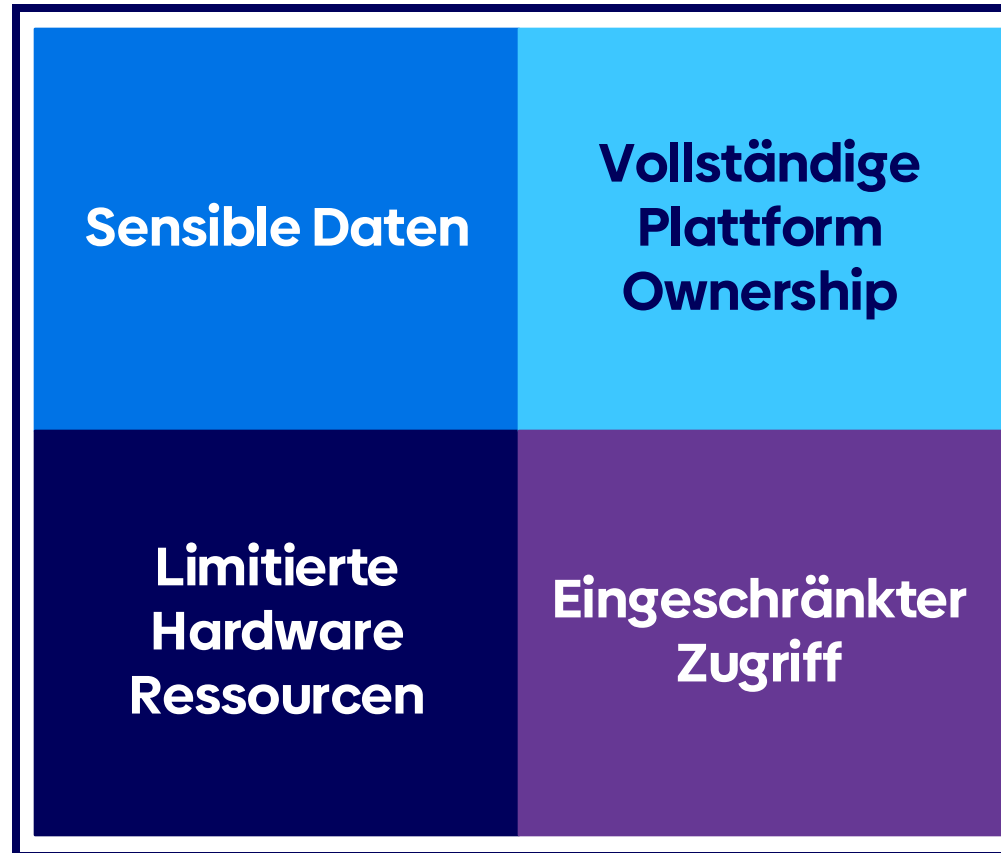 Sensible Daten
Vollständige
Plattform
Ownership
Limitierte
Hardware
Ressourcen
Eingeschränkter
Zugriff